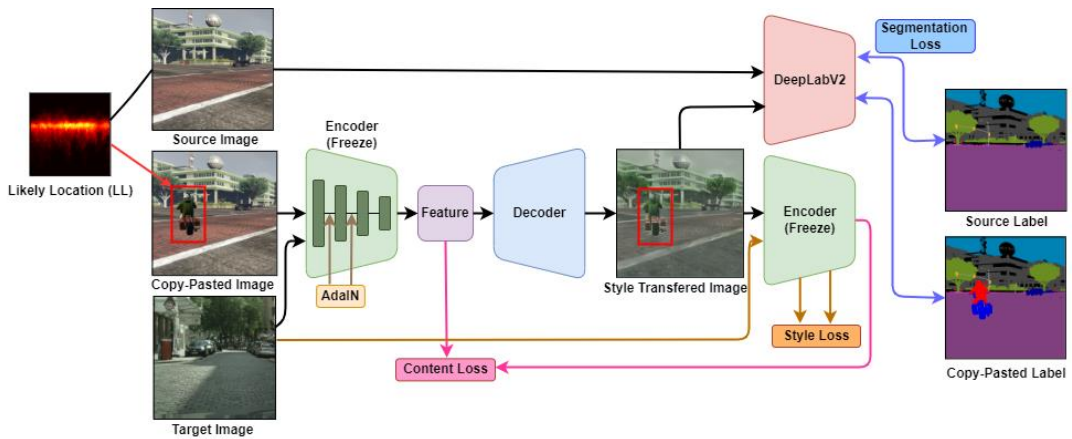 Segmentation
Loss
DeepLabV2
Source Image
Encoder
(Freeze)
Likely Location (LL)
Feature
Decoder
Encoder
(Freeze)
Source Label
Copy-Pasted Image
AdaIN
Style Transfered Image
Style Loss
Content Loss
Copy-Pasted Label
Target Image